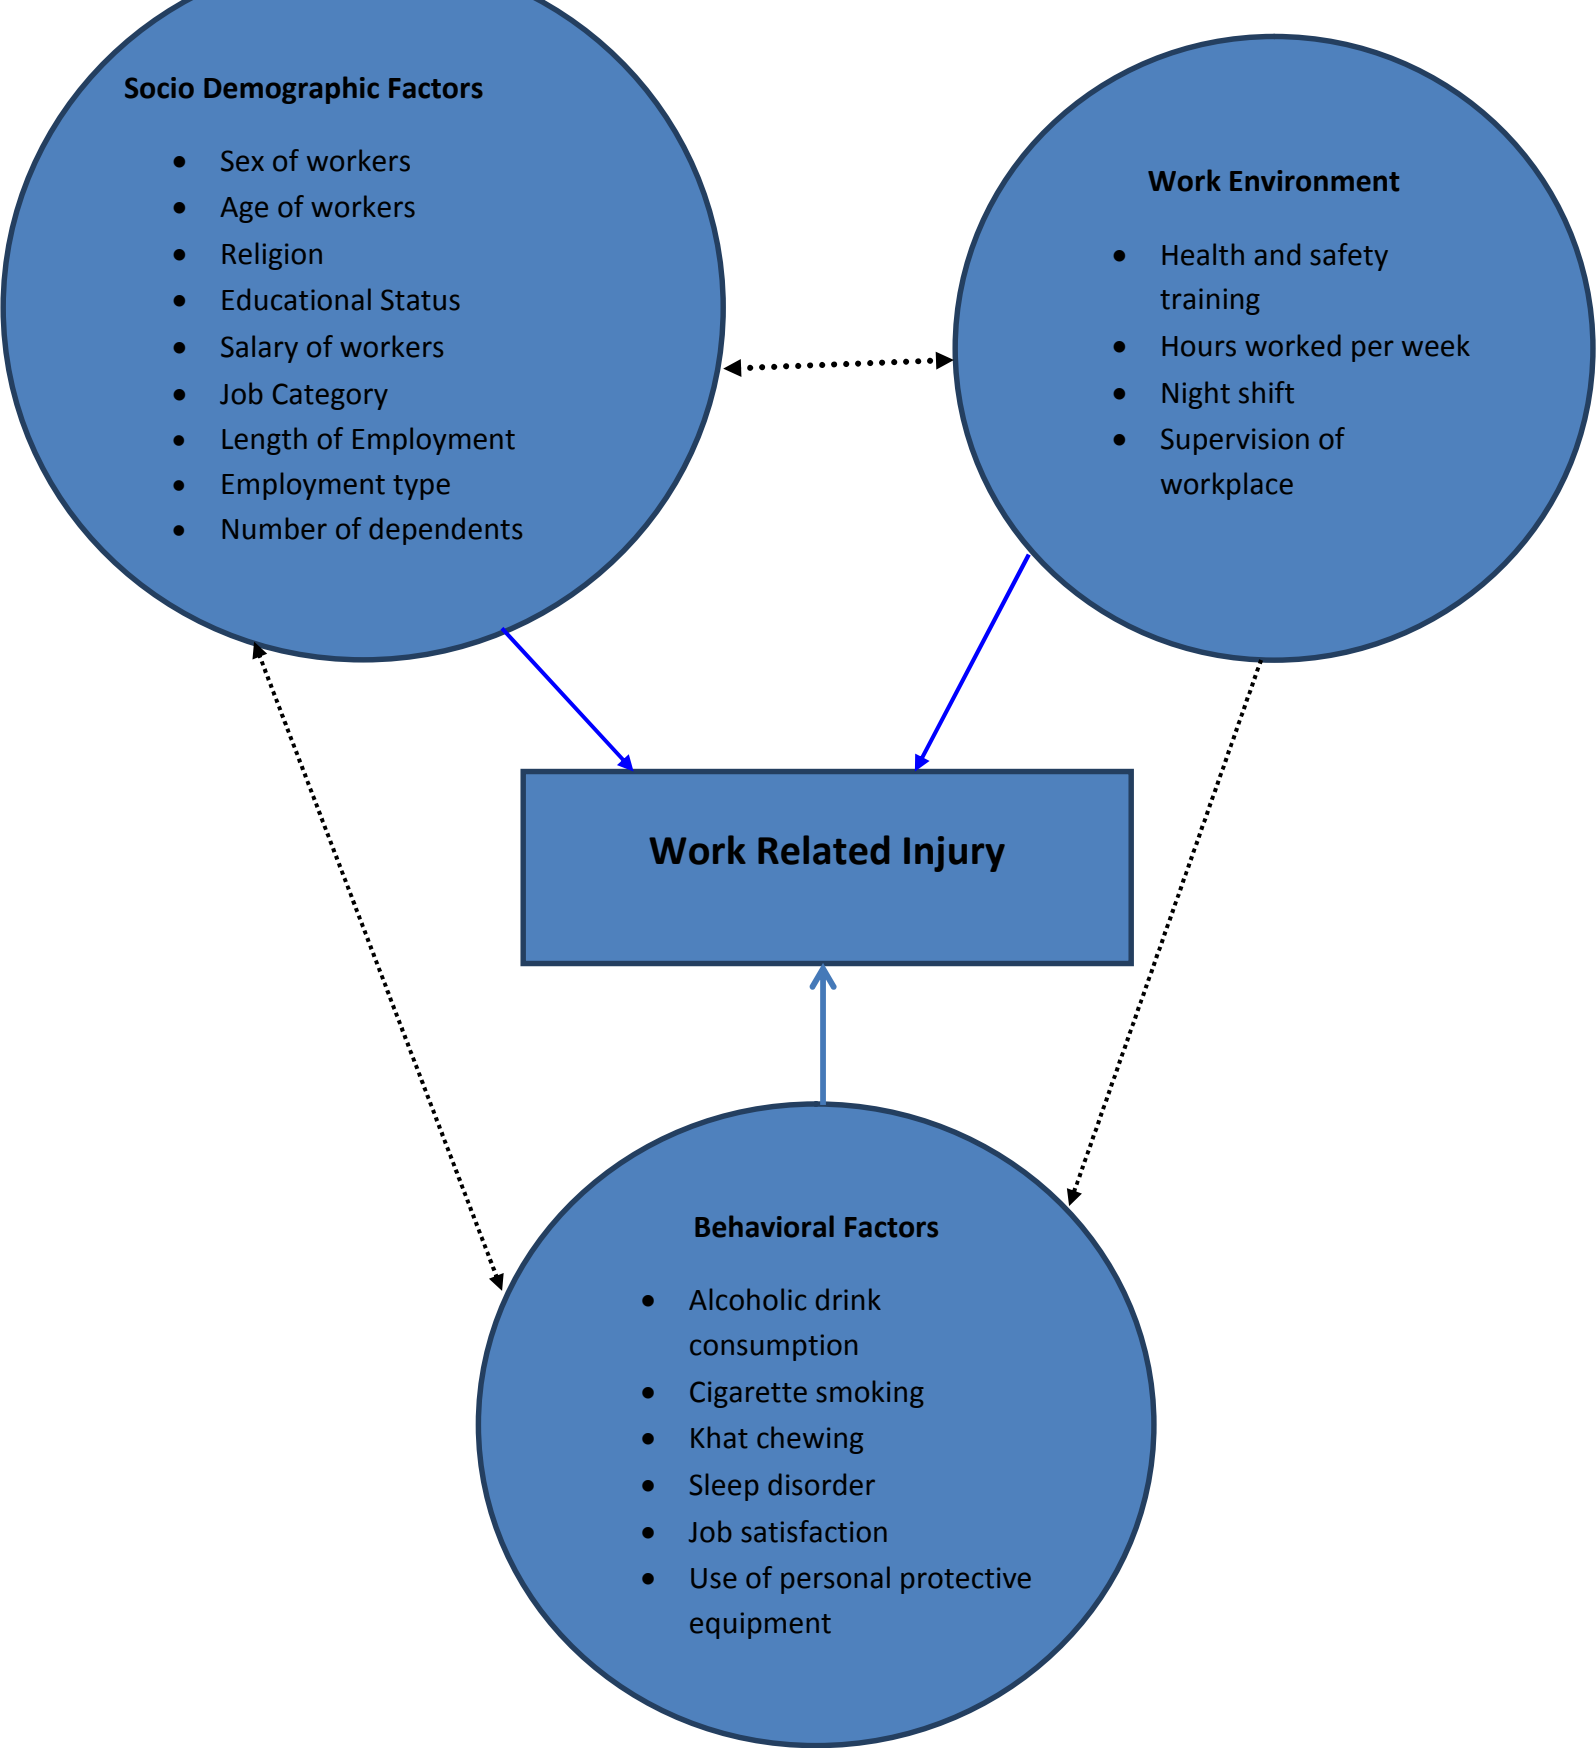 Socio Demographic Factors
• Sex of workers
• Age of workers
• Religion
• Educational Status
• Salary of workers
• Job Category
• Length of Employment
• Employment type
• Number of dependents
Work Environment
• Health and safety
training
• Hours worked per week
• Night shift
• Supervision of
workplace
Work Related Injury
Behavioral Factors
• Alcoholic drink
consumption
• Cigarette smoking
• Khat chewing
• Sleep disorder
• Job satisfaction
• Use of personal protective
equipment